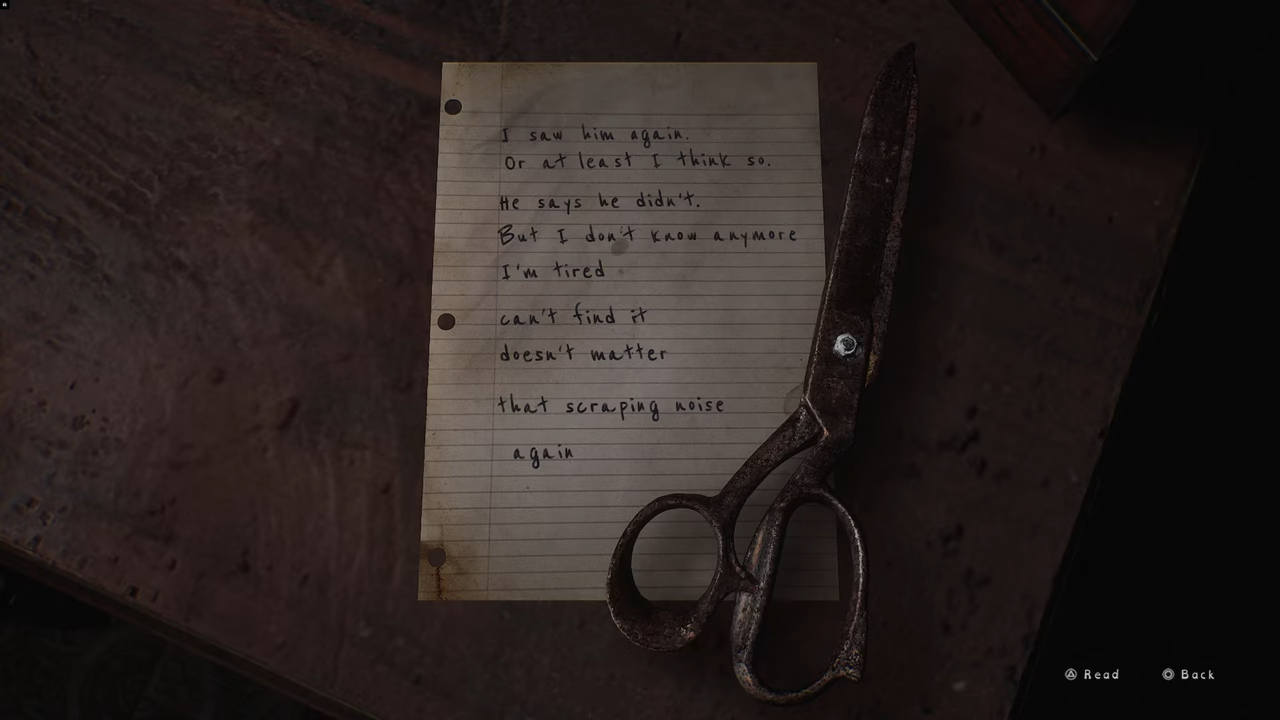 I saw him again.
Or at least I think so.
He says he didn't.
But I don't know anymore
I'm tired
can't find it
doesn't matter
that scraping noise
again
Read
Back